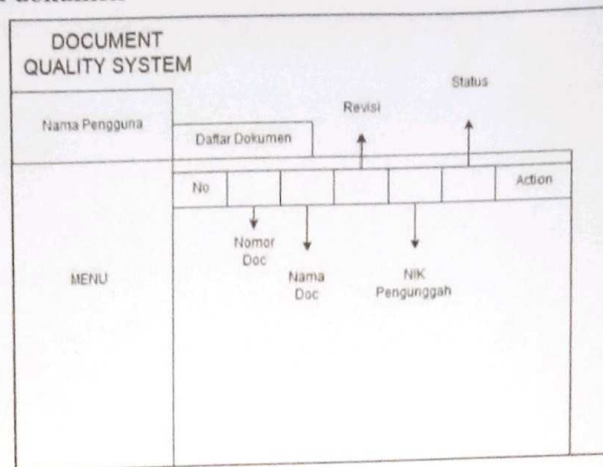 DOCUMENT
QUALITY SYSTEM
Nama Pengguna
Status
Revisi
Daftar Dokumen
No
Action
Nomor
Doc
Nama
Doc
NIK
Pengunggah
MENU